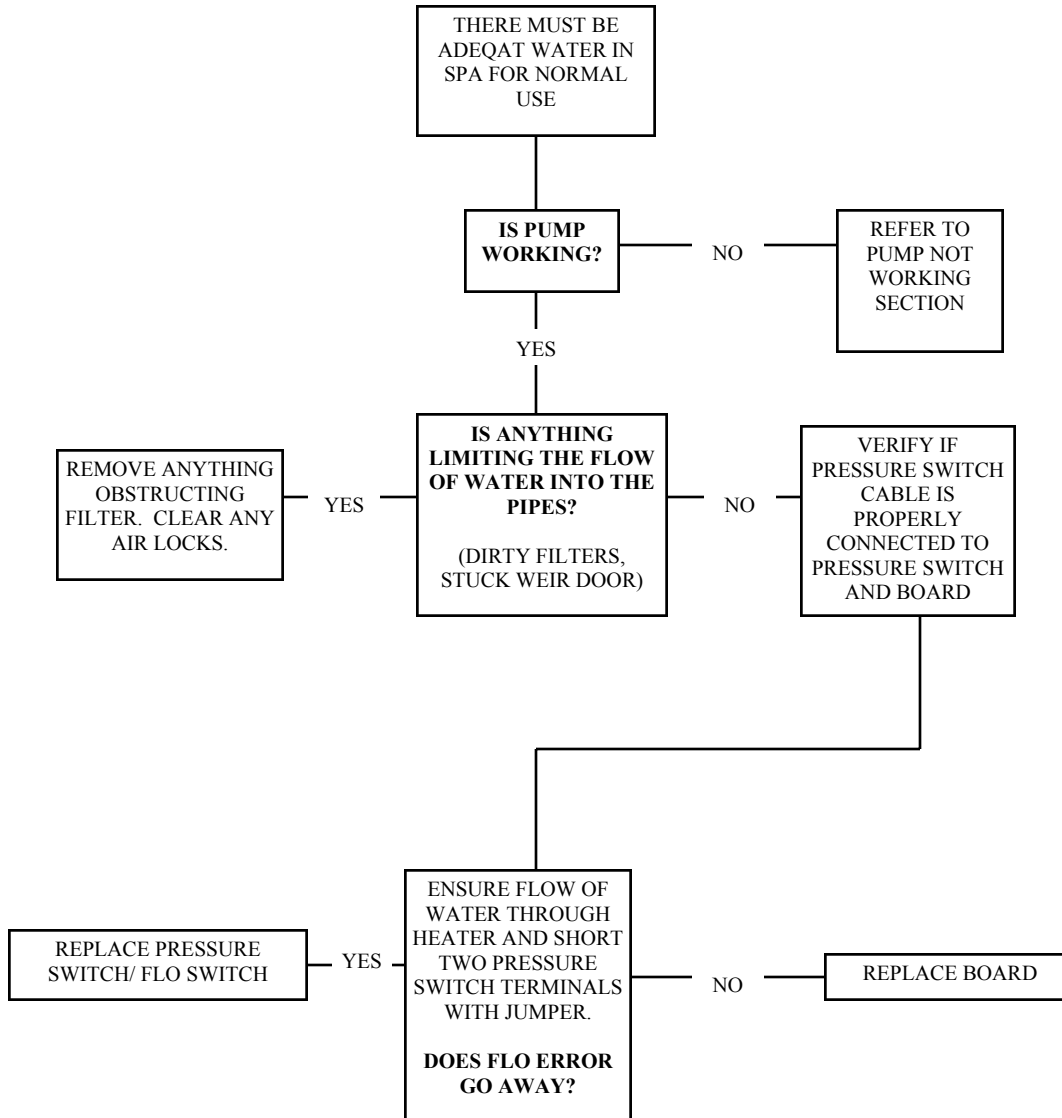 THERE MUST BE
ADEQAT WATER IN
SPA FOR NORMAL
USE
IS PUMP
WORKING?
NO
REFER TO
PUMP NOT
WORKING
SECTION
YES
IS ANYTHING
LIMITING THE FLOW
OF WATER INTO THE
PIPES?
(DIRTY FILTERS,
STUCK WEIR DOOR)
YES
REMOVE ANYTHING
OBSTRUCTING
FILTER.  CLEAR ANY
AIR LOCKS.
NO
VERIFY IF
PRESSURE SWITCH
CABLE IS
PROPERLY
CONNECTED TO
PRESSURE SWITCH
AND BOARD
ENSURE FLOW OF
WATER THROUGH
HEATER AND SHORT
TWO PRESSURE
SWITCH TERMINALS
WITH JUMPER.
DOES FLO ERROR
GO AWAY?
YES
REPLACE PRESSURE
SWITCH/ FLO SWITCH
NO
REPLACE BOARD